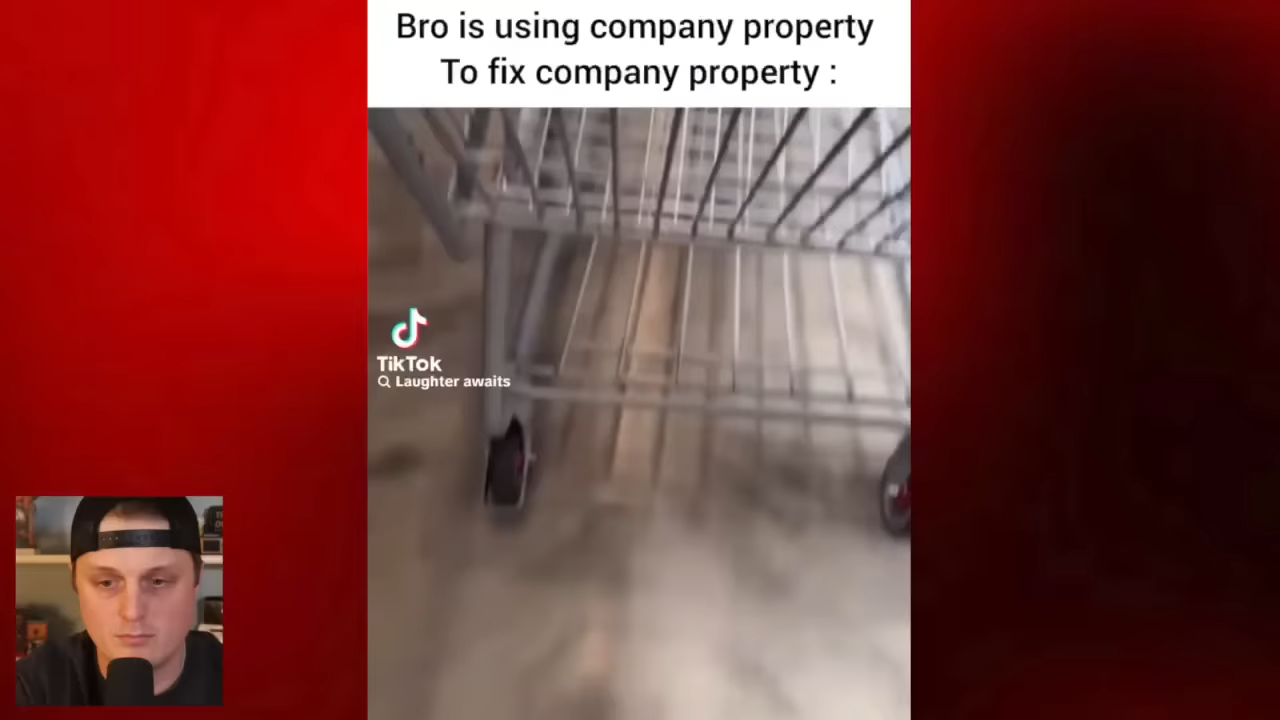 Bro is using company property
To fix company property :
TikTok
Laughter awaits